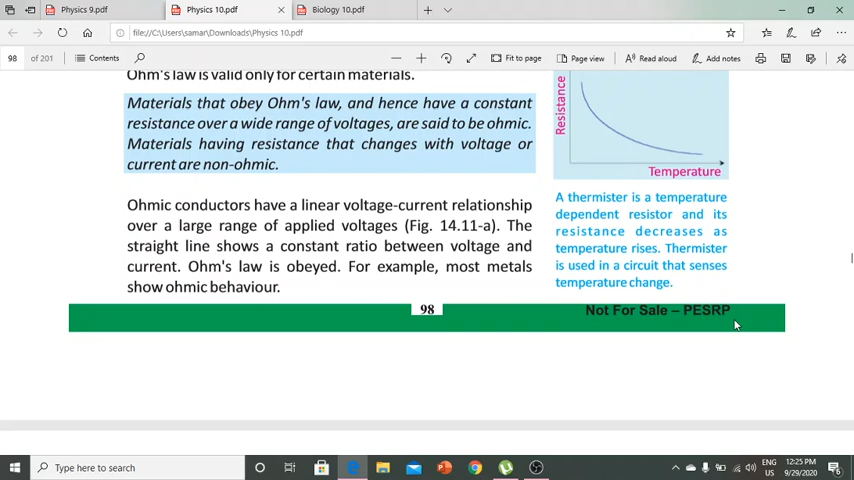 Physics 9.pdf
Physics 10.pdf
Biology 10.pdf
file://C:\Users\samar\Downloads\Physics 10.pdf
98 of 201
Contents
Fit to page
Page view
Read aloud
Add notes
Ohm's law is valid only for certain materials.
Materials that obey Ohm's law, and hence have a constant
resistance over a wide range of voltages, are said to be ohmic.
Materials having resistance that changes with voltage or
current are non-ohmic.
Ohmic conductors have a linear voltage-current relationship
over a large range of applied voltages (Fig. 14.11-a). The
straight line shows a constant ratio between voltage and
current. Ohm's law is obeyed. For example, most metals
show ohmic behaviour.
Resistance
Temperature
A thermister is a temperature
dependent resistor and its
resistance decreases as
temperature rises. Thermister
is used in a circuit that senses
temperature change.
98
Not For Sale – PESRP
Type here to search
ENG
US
12:25 PM
9/29/2020
6